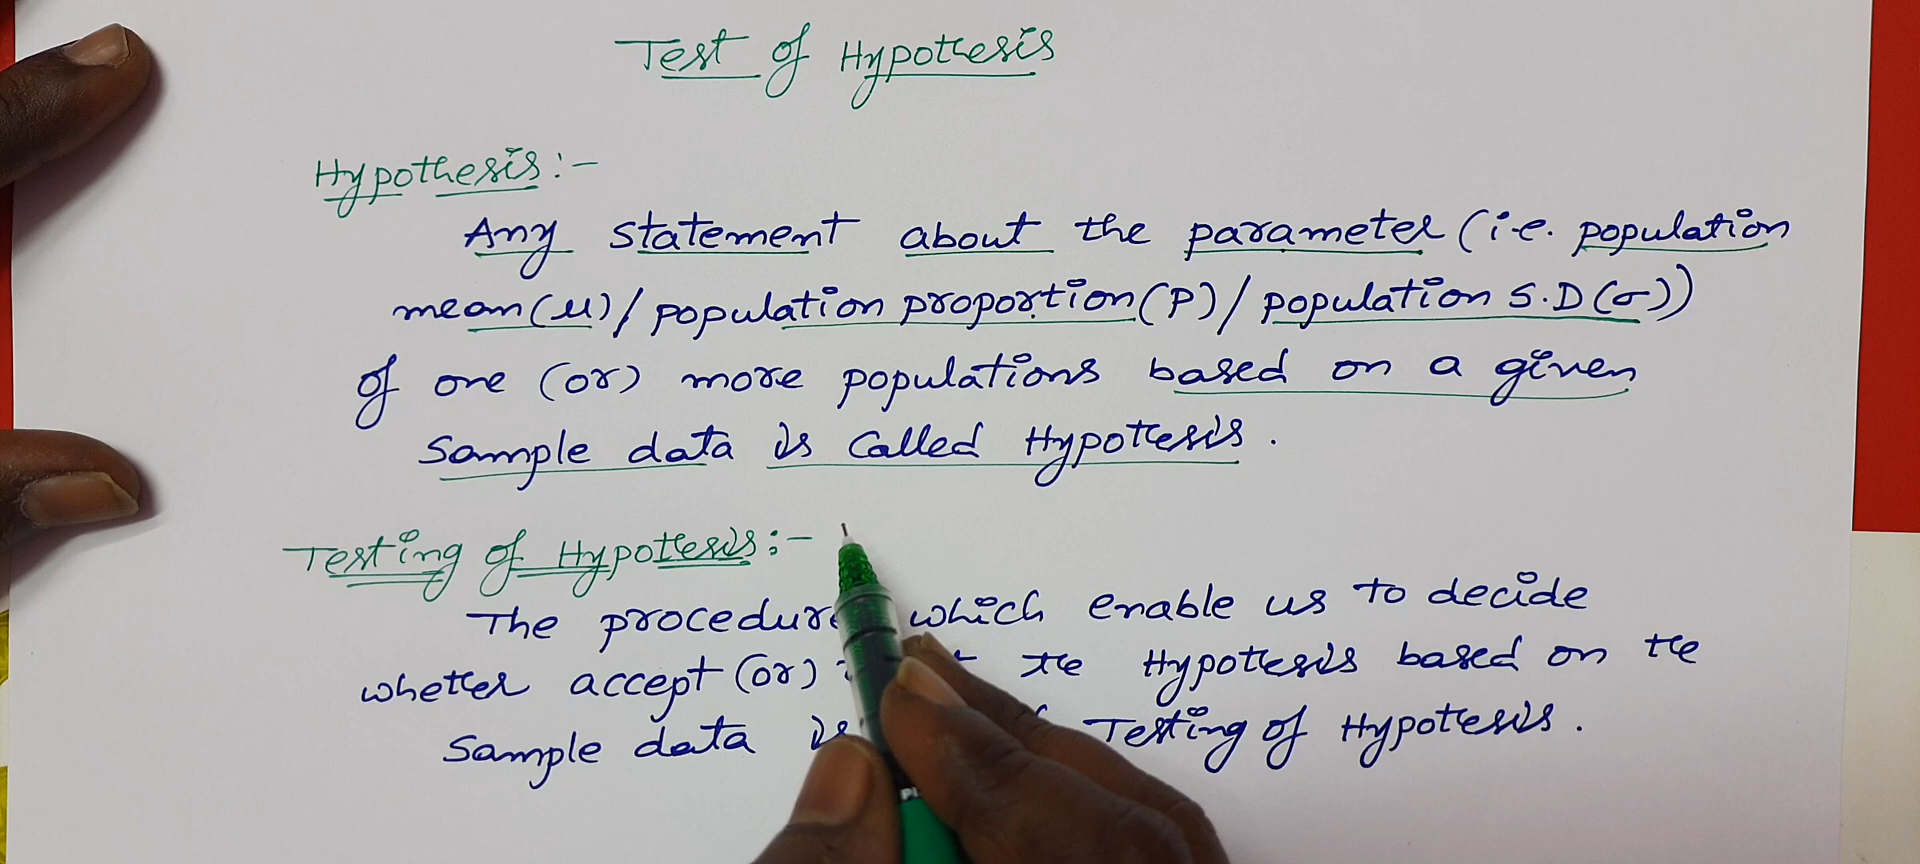 Test of Hypothesis
Hypothesis:-
Any statement about the parameter (i.e. population
mean(μ)/population proportion(P)/population S.D(σ))
of one (or) more populations based on a given
Sample data is called Hypothesis.
Testing of Hypothesis:-
The procedure which enable us to decide
whether accept (or) the Hypothesis based on the
Sample data is Testing of Hypothesis.